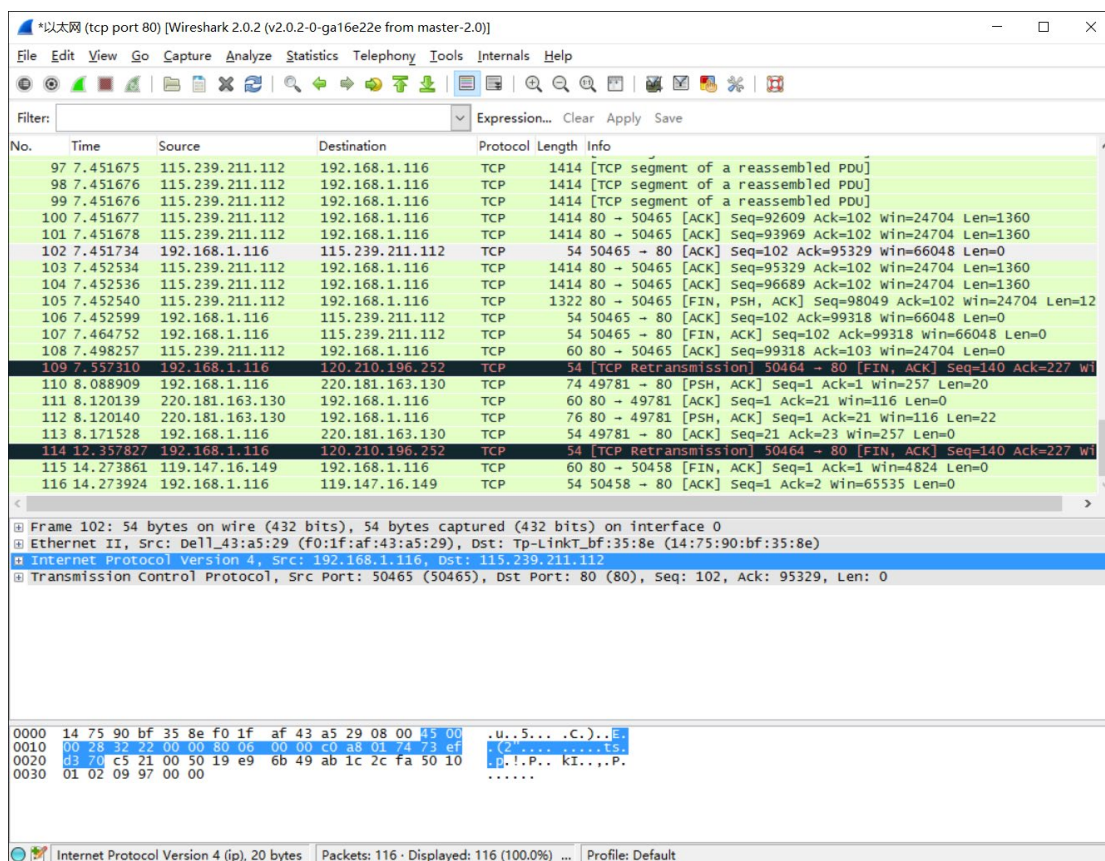 *以太网 (tcp port 80) [Wireshark 2.0.2 (v2.0.2-0-ga16e22e from master-2.0)]
File Edit View Go Capture Analyze Statistics Telephony Tools Internals Help
Filter: Expression... Clear Apply Save
No. Time Source Destination Protocol Length Info
97 7.451675 115.239.211.112 192.168.1.116 TCP 1414 [TCP segment of a reassembled PDU]
98 7.451676 115.239.211.112 192.168.1.116 TCP 1414 [TCP segment of a reassembled PDU]
99 7.451676 115.239.211.112 192.168.1.116 TCP 1414 [TCP segment of a reassembled PDU]
100 7.451677 115.239.211.112 192.168.1.116 TCP 1414 80 → 50465 [ACK] Seq=92609 Ack=102 Win=24704 Len=1360
101 7.451678 115.239.211.112 192.168.1.116 TCP 1414 80 → 50465 [ACK] Seq=93969 Ack=102 Win=24704 Len=1360
102 7.451734 192.168.1.116 115.239.211.112 TCP 54 50465 → 80 [ACK] Seq=102 Ack=95329 Win=66048 Len=0
103 7.452534 115.239.211.112 192.168.1.116 TCP 1414 80 → 50465 [ACK] Seq=95329 Ack=102 Win=24704 Len=1360
104 7.452536 115.239.211.112 192.168.1.116 TCP 1414 80 → 50465 [ACK] Seq=96689 Ack=102 Win=24704 Len=1360
105 7.452540 115.239.211.112 192.168.1.116 TCP 1322 80 → 50465 [FIN, PSH, ACK] Seq=98049 Ack=102 Win=24704 Len=12
106 7.452599 192.168.1.116 115.239.211.112 TCP 54 50465 → 80 [ACK] Seq=102 Ack=99318 Win=66048 Len=0
107 7.464752 192.168.1.116 115.239.211.112 TCP 54 50465 → 80 [FIN, ACK] Seq=102 Ack=99318 Win=66048 Len=0
108 7.498257 115.239.211.112 192.168.1.116 TCP 60 80 → 50465 [ACK] Seq=99318 Ack=103 Win=24704 Len=0
109 7.557310 192.168.1.116 120.210.196.252 TCP 54 [TCP Retransmission] 50464 → 80 [FIN, ACK] Seq=140 Ack=227 Wi
110 8.088909 192.168.1.116 220.181.163.130 TCP 74 49781 → 80 [PSH, ACK] Seq=1 Ack=1 Win=257 Len=20
111 8.120139 220.181.163.130 192.168.1.116 TCP 60 80 → 49781 [ACK] Seq=1 Ack=21 Win=116 Len=0
112 8.120140 220.181.163.130 192.168.1.116 TCP 76 80 → 49781 [PSH, ACK] Seq=1 Ack=21 Win=116 Len=22
113 8.171528 192.168.1.116 220.181.163.130 TCP 54 49781 → 80 [ACK] Seq=21 Ack=23 Win=257 Len=0
114 12.357827 192.168.1.116 120.210.196.252 TCP 54 [TCP Retransmission] 50464 → 80 [FIN, ACK] Seq=140 Ack=227 Wi
115 14.273861 119.147.16.149 192.168.1.116 TCP 60 80 → 50458 [FIN, ACK] Seq=1 Ack=1 Win=4824 Len=0
116 14.273924 192.168.1.116 119.147.16.149 TCP 54 50458 → 80 [ACK] Seq=1 Ack=2 Win=65535 Len=0
Frame 102: 54 bytes on wire (432 bits), 54 bytes captured (432 bits) on interface 0
Ethernet II, Src: Dell_43:a5:29 (f0:1f:af:43:a5:29), Dst: Tp-LinkT_bf:35:8e (14:75:90:bf:35:8e)
Internet Protocol Version 4, Src: 192.168.1.116, Dst: 115.239.211.112
Transmission Control Protocol, Src Port: 50465 (50465), Dst Port: 80 (80), Seq: 102, Ack: 95329, Len: 0
0000 14 75 90 bf 35 8e f0 1f af 43 a5 29 08 00 45 00 .u..5... .C.)..E.
0010 00 28 32 22 00 00 80 06 00 00 c0 a8 01 74 73 ef .(2".... .....ts.
0020 d3 70 c5 21 00 50 19 e9 6b 49 ab 1c 2c fa 50 10 .p.!.P.. kI..,.P.
0030 01 02 09 97 00 00 ......
Internet Protocol Version 4 (ip), 20 bytes Packets: 116 · Displayed: 116 (100.0%) ... Profile: Default